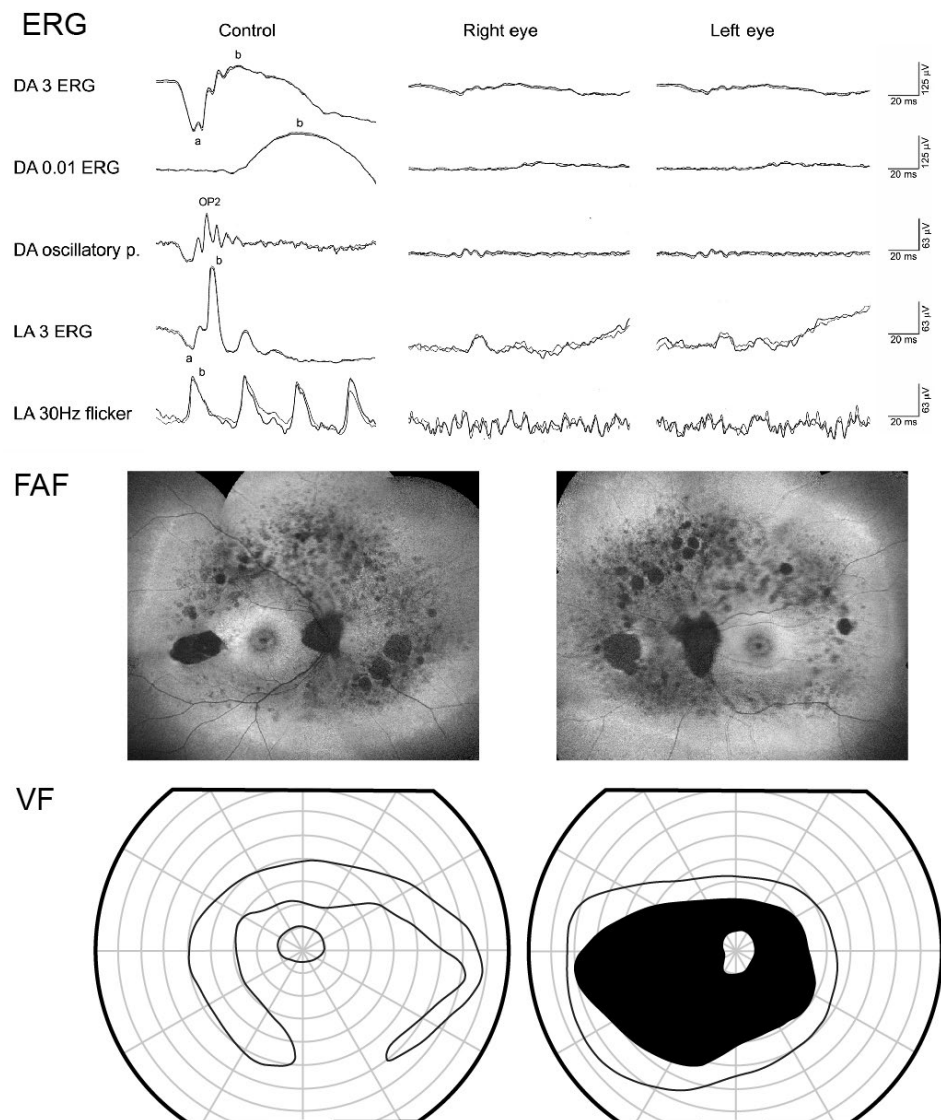 ERG
Control Right eye Left eye
b
DA 3 ERG
a
125 µV
20 ms
b
DA 0.01 ERG
125 µV
20 ms
OP2
DA oscillatory p.
63 µV
20 ms
b
LA 3 ERG
a
63 µV
20 ms
b
LA 30Hz flicker
63 µV
20 ms
FAF
VF